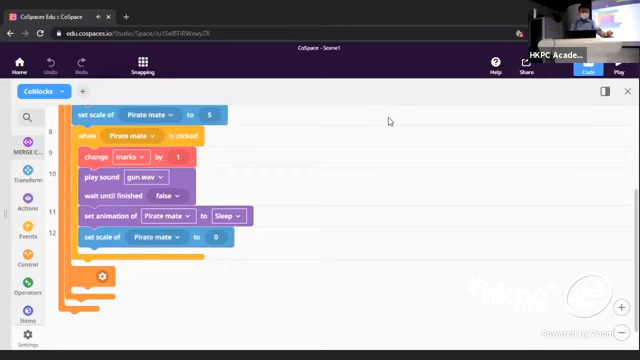 CoSpaces Edu :: CoSpace
edu.cospaces.io/Studio/Space/
HKPC Acade...
Home
Undo
Redo
Snapping
CoSpace - Scene1
Help
Share
Code
Play
CoBlocks
set scale of Pirate mate to 5
8 when Pirate mate is clicked
9 change marks by 1
10 play sound gun.wav
wait until finished false
11 set animation of Pirate mate to Sleep
12 set scale of Pirate mate to 0
MERGE C...
Transform
Actions
Events
Control
Operators
Items
Settings
hkpc
Powered by Zoom